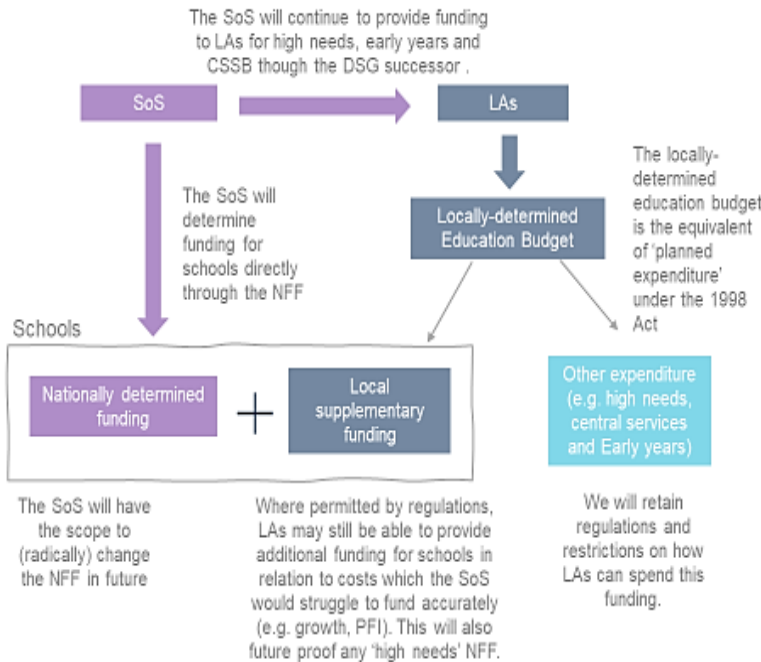 The SoS will continue to provide funding
to LAs for high needs, early years and
CSSB though the DSG successor .
SoS
LAs
The SoS will
determine
funding for
schools directly
through the NFF
Locally-determined
Education Budget
The locally-
determined
education budget
is the equivalent
of ‘planned
expenditure’
under the 1998
Act
Schools
Nationally determined
funding
+
Local
supplementary
funding
Other expenditure
(e.g. high needs,
central services
and Early years)
The SoS will have
the scope to
(radically) change
the NFF in future
Where permitted by regulations,
LAs may still be able to provide
additional funding for schools in
relation to costs which the SoS
would struggle to fund accurately
(e.g. growth, PFI). This will also
future proof any ‘high needs’ NFF.
We will retain
regulations and
restrictions on how
LAs can spend this
funding.